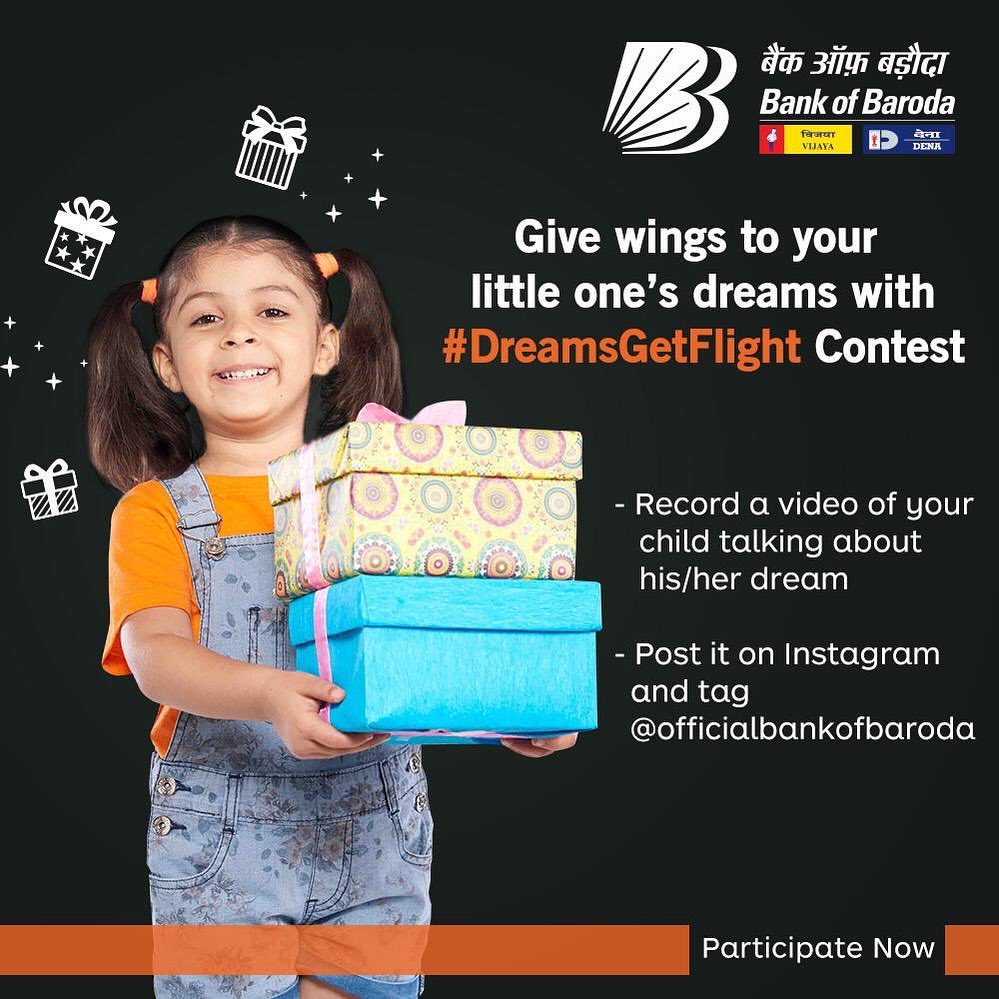 बैंक ऑफ़ बड़ौदा
Bank of Baroda
विजया
VIJAYA
देना
DENA
Give wings to your
little one's dreams with
#DreamsGetFlight Contest
- Record a video of your
child talking about
his/her dream
- Post it on Instagram
and tag
@officialbankofbaroda
Participate Now